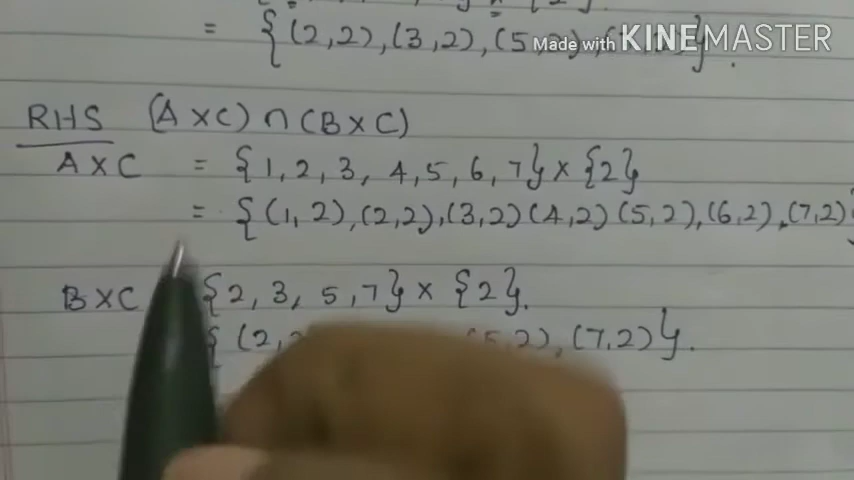 = {(2,2), (3,2), (5,2),
Made with KINEMASTER
RHS (A×C) ∩ (B×C)
A×C = {1, 2, 3, 4, 5, 6, 7} × {2}
= {(1, 2), (2,2), (3,2) (4,2) (5,2), (6,2), (7,2)}
B×C {2, 3, 5, 7} × {2}.
{(2, (5,2), (7,2)}.